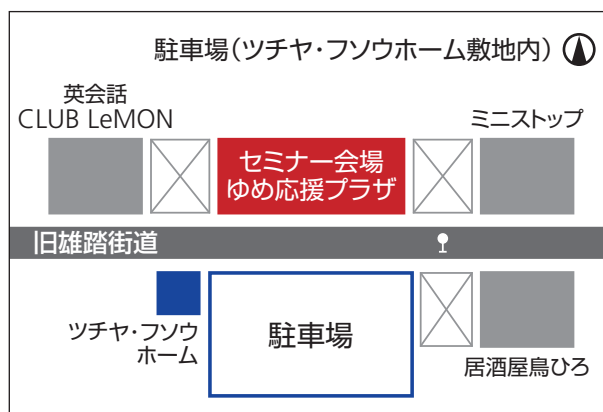 駐車場(ツチヤ・フソウホーム敷地内)
英会話
CLUB LeMON
ミニストップ
セミナー会場
ゆめ応援プラザ
旧雄踏街道
ツチヤ・フソウ
ホーム
駐車場
居酒屋鳥ひろ